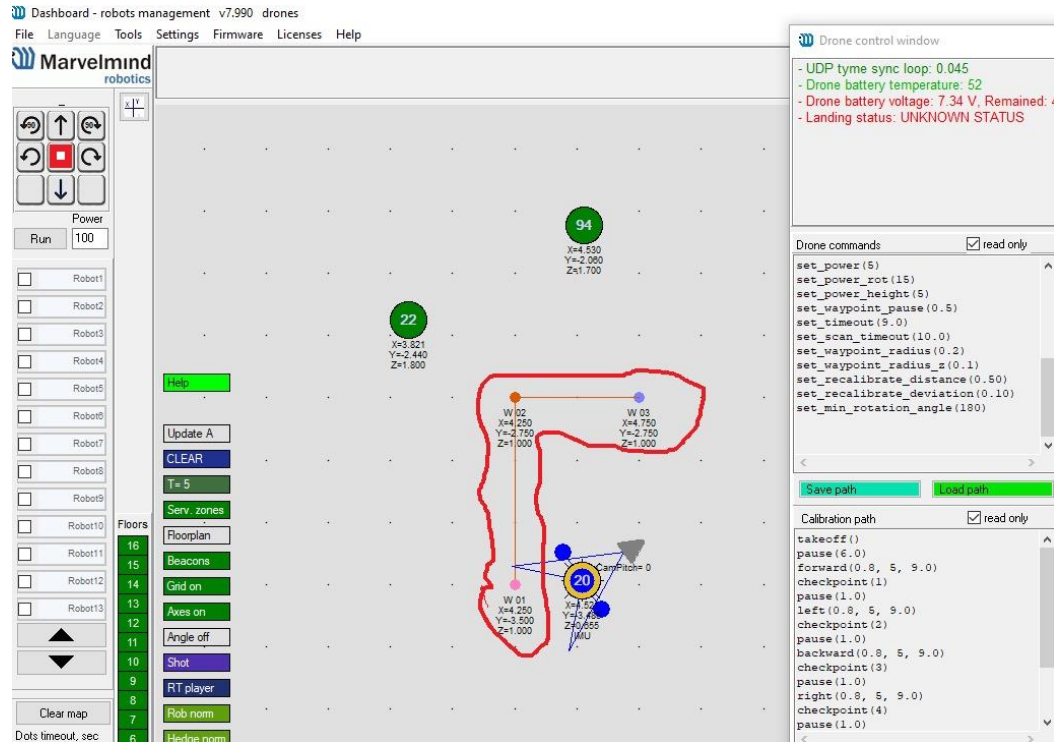 Dashboard - robots management v7.990 drones
File Language Tools Settings Firmware Licenses Help
Marvelmind
robotics
Power
Run 100
Robot1
Robot2
Robot3
Robot4
Robot5
Robot6
Robot7
Robot8
Robot9
Robot10
Robot11
Robot12
Robot13
Clear map
Dots timeout, sec
Floors
16
15
14
13
12
11
10
9
8
7
6
Help
Update A
CLEAR
T= 5
Serv. zones
Floorplan
Beacons
Grid on
Axes on
Angle off
Shot
RT player
Rob norm
Hedge norm
94
X=4.530
Y=-2.060
Z=1.700
22
X=3.821
Y=-2.440
Z=1.800
W 02
X=4.250
Y=-2.750
Z=1.000
W 03
X=4.750
Y=-2.750
Z=1.000
W 01
X=4.250
Y=-3.500
Z=1.000
CamPitch= 0
20
IMU
Drone control window
- UDP tyme sync loop: 0.045
- Drone battery temperature: 52
- Drone battery voltage: 7.34 V, Remained:
- Landing status: UNKNOWN STATUS
Drone commands read only
set_power(5)
set_power_rot(15)
set_power_height(5)
set_waypoint_pause(0.5)
set_timeout(9.0)
set_scan_timeout(10.0)
set_waypoint_radius(0.2)
set_waypoint_radius_z(0.1)
set_recalibrate_distance(0.50)
set_recalibrate_deviation(0.10)
set_min_rotation_angle(180)
Save path Load path
Calibration path read only
takeoff()
pause(6.0)
forward(0.8, 5, 9.0)
checkpoint(1)
pause(1.0)
left(0.8, 5, 9.0)
checkpoint(2)
pause(1.0)
backward(0.8, 5, 9.0)
checkpoint(3)
pause(1.0)
right(0.8, 5, 9.0)
checkpoint(4)
pause(1.0)